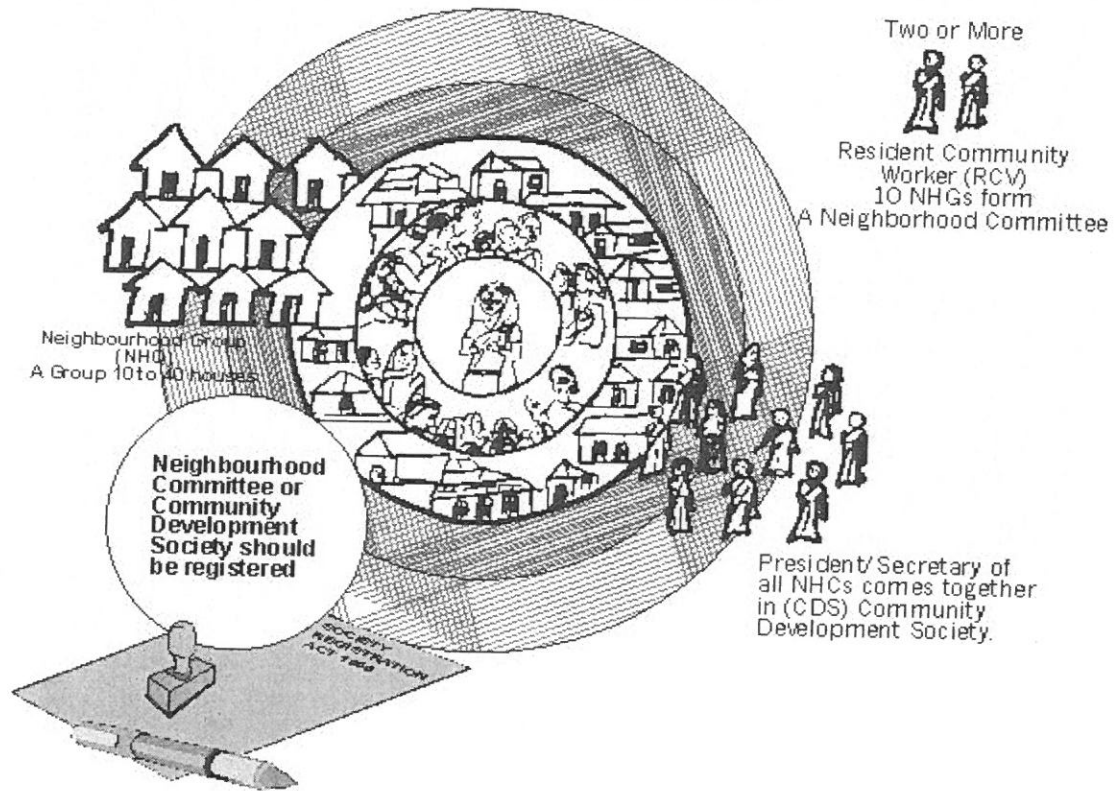 Two or More
Resident Community
Worker (RCV)
10 NHGs form
A Neighborhood Committee
Neighbourhood Group
(NHG)
A Group 10 to 40 houses
Neighbourhood
Committee or
Community
Development
Society should
be registered
President/Secretary of
all NHCs comes together
in (CDS) Community
Development Society.
SOCIETY
REGISTRATION
ACT